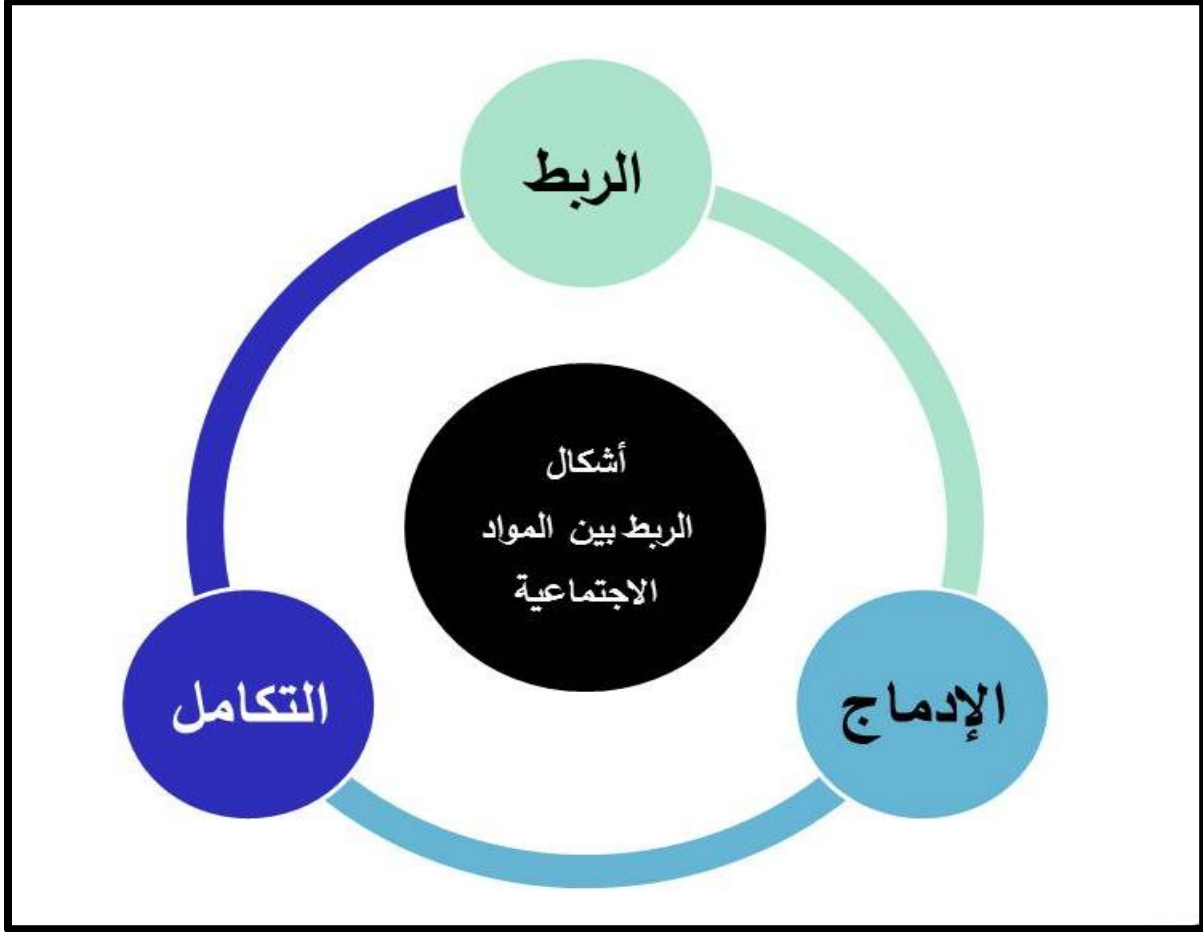 الربط
أشكال
الربط بين المواد
الاجتماعية
الإدماج
التكامل